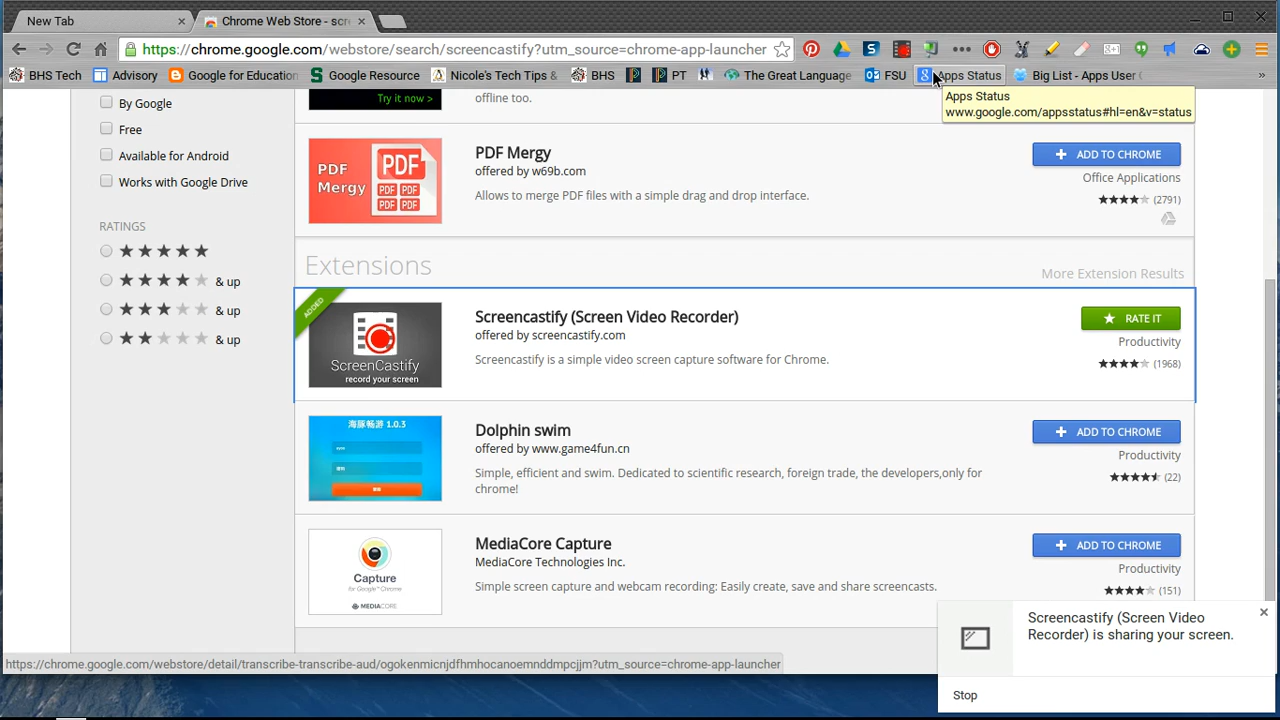 New Tab
Chrome Web Store - scr
https://chrome.google.com/webstore/search/screencastify?utm_source=chrome-app-launcher
BHS Tech
Advisory
Google for Education
Google Resource
Nicole's Tech Tips &
BHS
PT
The Great Language
FSU
Apps Status
Big List - Apps User
»
Apps Status
www.google.com/appsstatus#hl=en&v=status
By Google
Free
Available for Android
Works with Google Drive
RATINGS
& up
& up
& up
Try it now >
offline too.
PDF Mergy
PDF
PDF PDF
PDF PDF
PDF Mergy
offered by w69b.com
Allows to merge PDF files with a simple drag and drop interface.
+ ADD TO CHROME
Office Applications
(2791)
Extensions
More Extension Results
ADDED
ScreenCastify
record your screen
Screencastify (Screen Video Recorder)
offered by screencastify.com
Screencastify is a simple video screen capture software for Chrome.
★ RATE IT
Productivity
(1968)
海豚畅游 1.0.3
Dolphin swim
offered by www.game4fun.cn
Simple, efficient and swim. Dedicated to scientific research, foreign trade, the developers,only for
chrome!
+ ADD TO CHROME
Productivity
(22)
Capture
for Google Chrome
MEDIACORE
MediaCore Capture
MediaCore Technologies Inc.
Simple screen capture and webcam recording: Easily create, save and share screencasts.
+ ADD TO CHROME
Productivity
(151)
Screencastify (Screen Video
Recorder) is sharing your screen.
Stop
https://chrome.google.com/webstore/detail/transcribe-transcribe-aud/ogokenmicnjdfhmhocanoemnddmpcjjm?utm_source=chrome-app-launcher